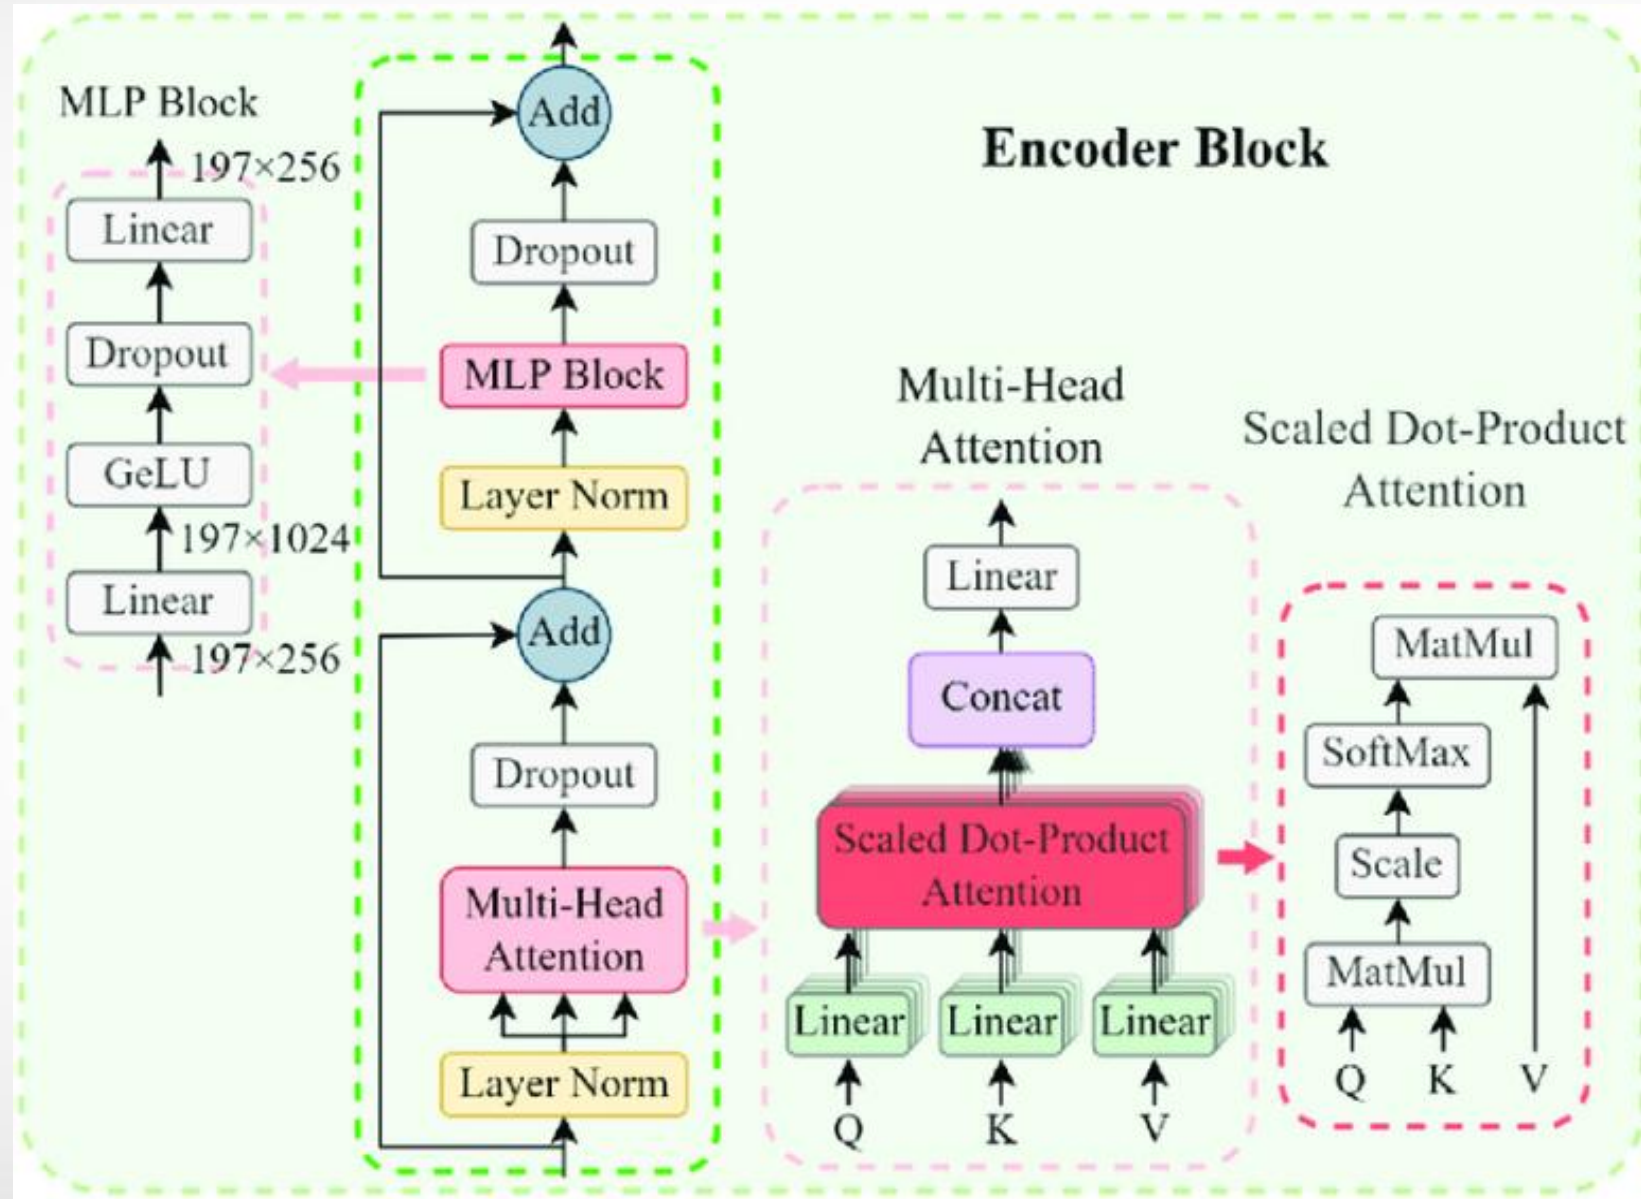 Encoder Block
MLP Block
197×256
Linear
Dropout
GeLU
197×1024
Linear
197×256
Add
Dropout
MLP Block
Layer Norm
Add
Dropout
Multi-Head
Attention
Layer Norm
Multi-Head
Attention
Linear
Concat
Scaled Dot-Product
Attention
Linear
Linear
Linear
Q
K
V
Scaled Dot-Product
Attention
MatMul
SoftMax
Scale
MatMul
Q
K
V